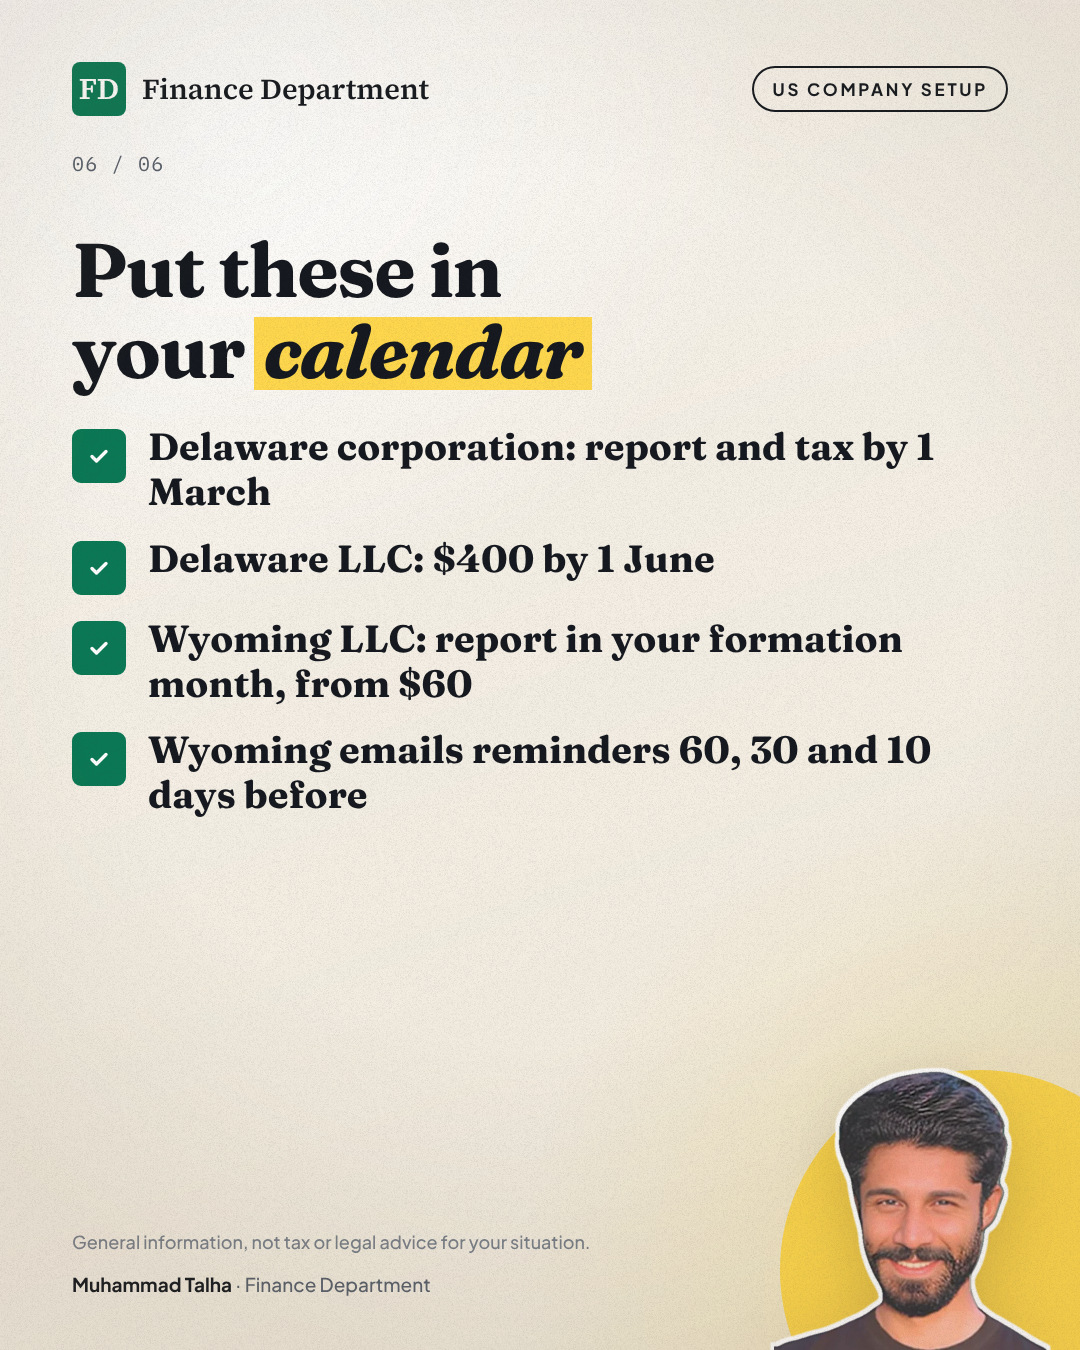 FD Finance Department
US COMPANY SETUP
06 / 06
Put these in
your calendar
Delaware corporation: report and tax by 1
March
Delaware LLC: $400 by 1 June
Wyoming LLC: report in your formation
month, from $60
Wyoming emails reminders 60, 30 and 10
days before
General information, not tax or legal advice for your situation.
Muhammad Talha · Finance Department